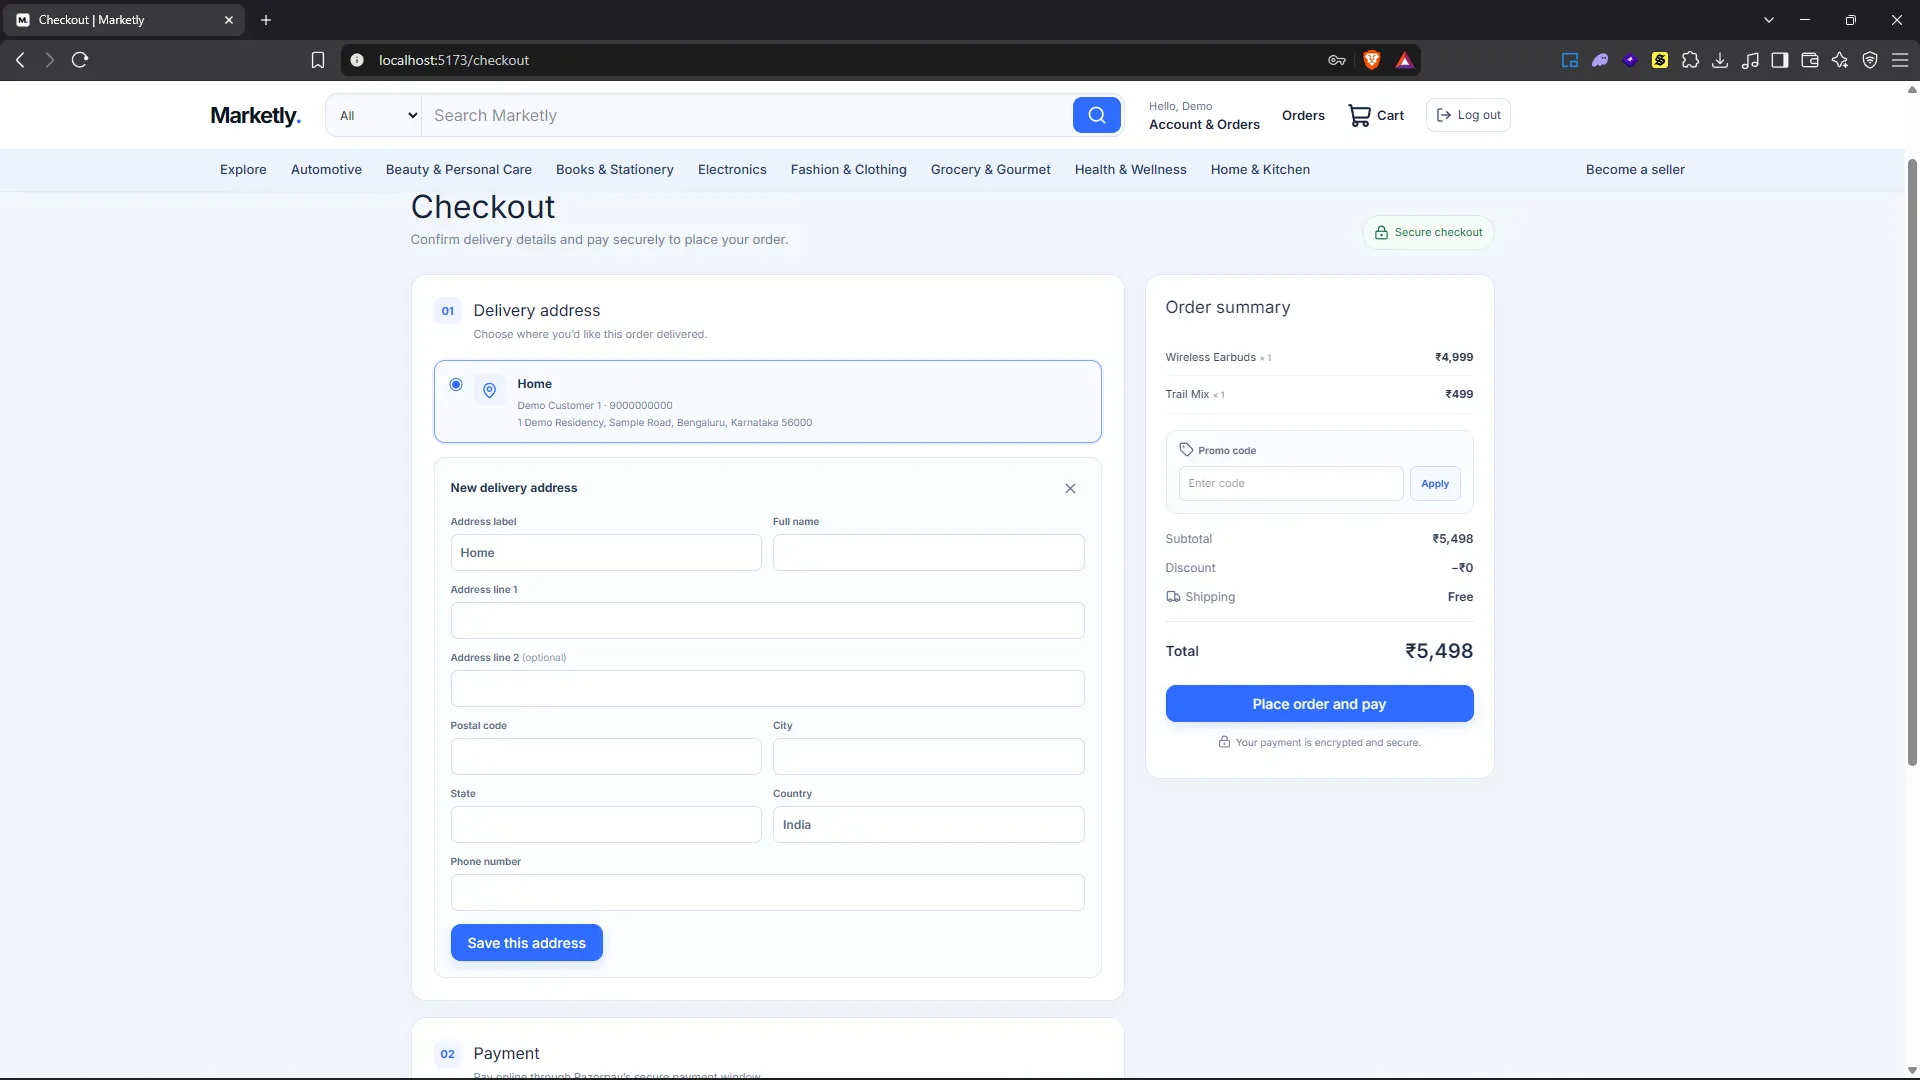 Checkout | Marketly
localhost:5173/checkout
Marketly.
All
Search Marketly
Hello, Demo
Account & Orders
Orders
Cart
Log out
Explore
Automotive
Beauty & Personal Care
Books & Stationery
Electronics
Fashion & Clothing
Grocery & Gourmet
Health & Wellness
Home & Kitchen
Become a seller
Checkout
Confirm delivery details and pay securely to place your order.
Secure checkout
01
Delivery address
Choose where you'd like this order delivered.
Home
Demo Customer 1 · 9000000000
1 Demo Residency, Sample Road, Bengaluru, Karnataka 56000
New delivery address
Address label
Full name
Home
Address line 1
Address line 2 (optional)
Postal code
City
State
Country
India
Phone number
Save this address
02
Payment
Pay online through Razorpay's secure payment window
Order summary
Wireless Earbuds × 1
₹4,999
Trail Mix × 1
₹499
Promo code
Enter code
Apply
Subtotal
₹5,498
Discount
−₹0
Shipping
Free
Total
₹5,498
Place order and pay
Your payment is encrypted and secure.